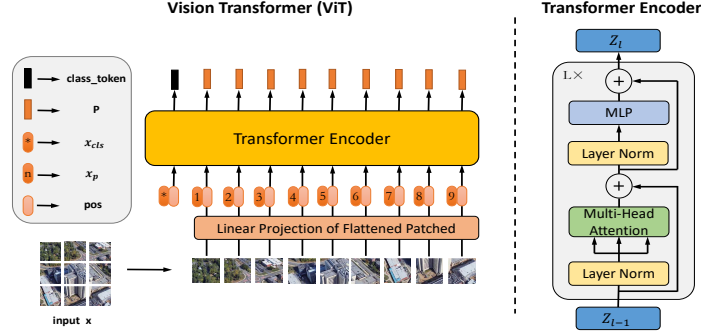 Vision Transformer (ViT)
Transformer Encoder
class_token
P
* x_cls
n x_p
pos
Transformer Encoder
* 1 2 3 4 5 6 7 8 9
Linear Projection of Flattened Patched
input x
Z_l
L×
+
MLP
Layer Norm
+
Multi-Head
Attention
Layer Norm
Z_{l-1}